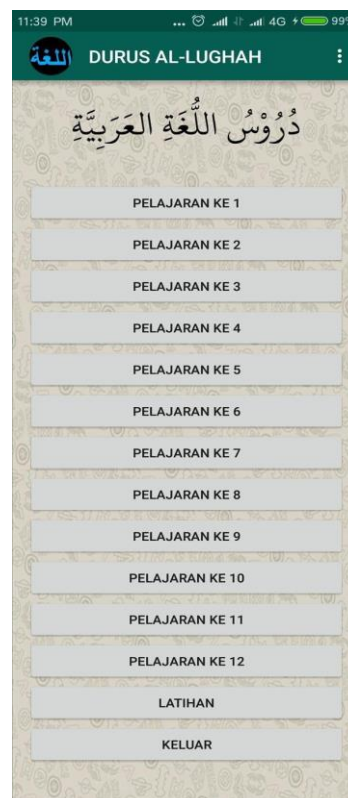 11:39 PM ... 4G 99%
اللغة DURUS AL-LUGHAH
دُرُوْسُ اللُّغَةِ العَرَبِيَّةِ
PELAJARAN KE 1
PELAJARAN KE 2
PELAJARAN KE 3
PELAJARAN KE 4
PELAJARAN KE 5
PELAJARAN KE 6
PELAJARAN KE 7
PELAJARAN KE 8
PELAJARAN KE 9
PELAJARAN KE 10
PELAJARAN KE 11
PELAJARAN KE 12
LATIHAN
KELUAR